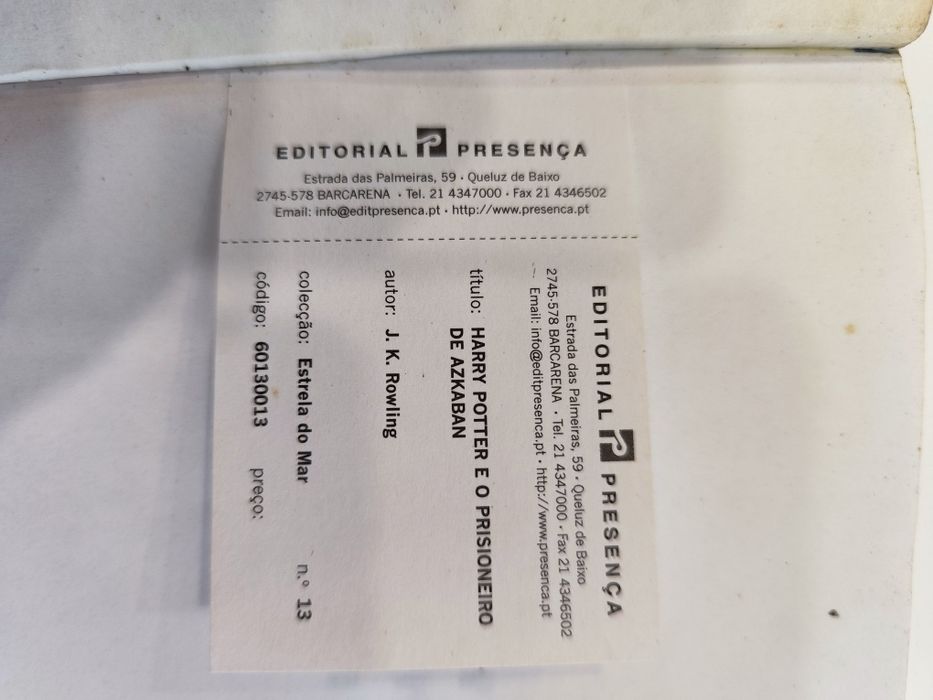 EDITORIAL PRESENÇA
Estrada das Palmeiras, 59 · Queluz de Baixo
2745-578 BARCARENA · Tel. 21 4347000 · Fax 21 4346502
Email: info@editpresenca.pt · http://www.presenca.pt
EDITORIAL PRESENÇA
Estrada das Palmeiras, 59 · Queluz de Baixo
2745-578 BARCARENA · Tel. 21 4347000 · Fax 21 4346502
Email: info@editpresenca.pt · http://www.presenca.pt
título: HARRY POTTER E O PRISIONEIRO
DE AZKABAN
autor: J. K. Rowling
colecção: Estrela do Mar n.º 13
código: 60130013 preço: